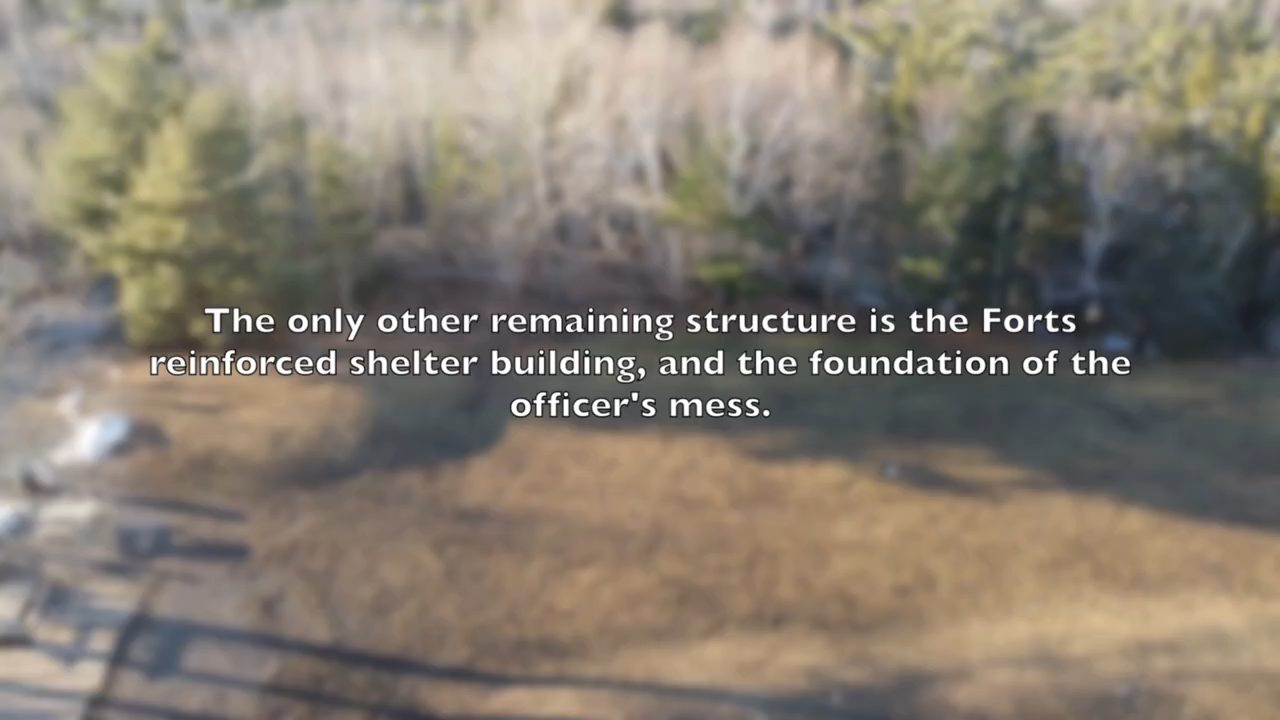 The only other remaining structure is the Forts
reinforced shelter building, and the foundation of the
officer's mess.